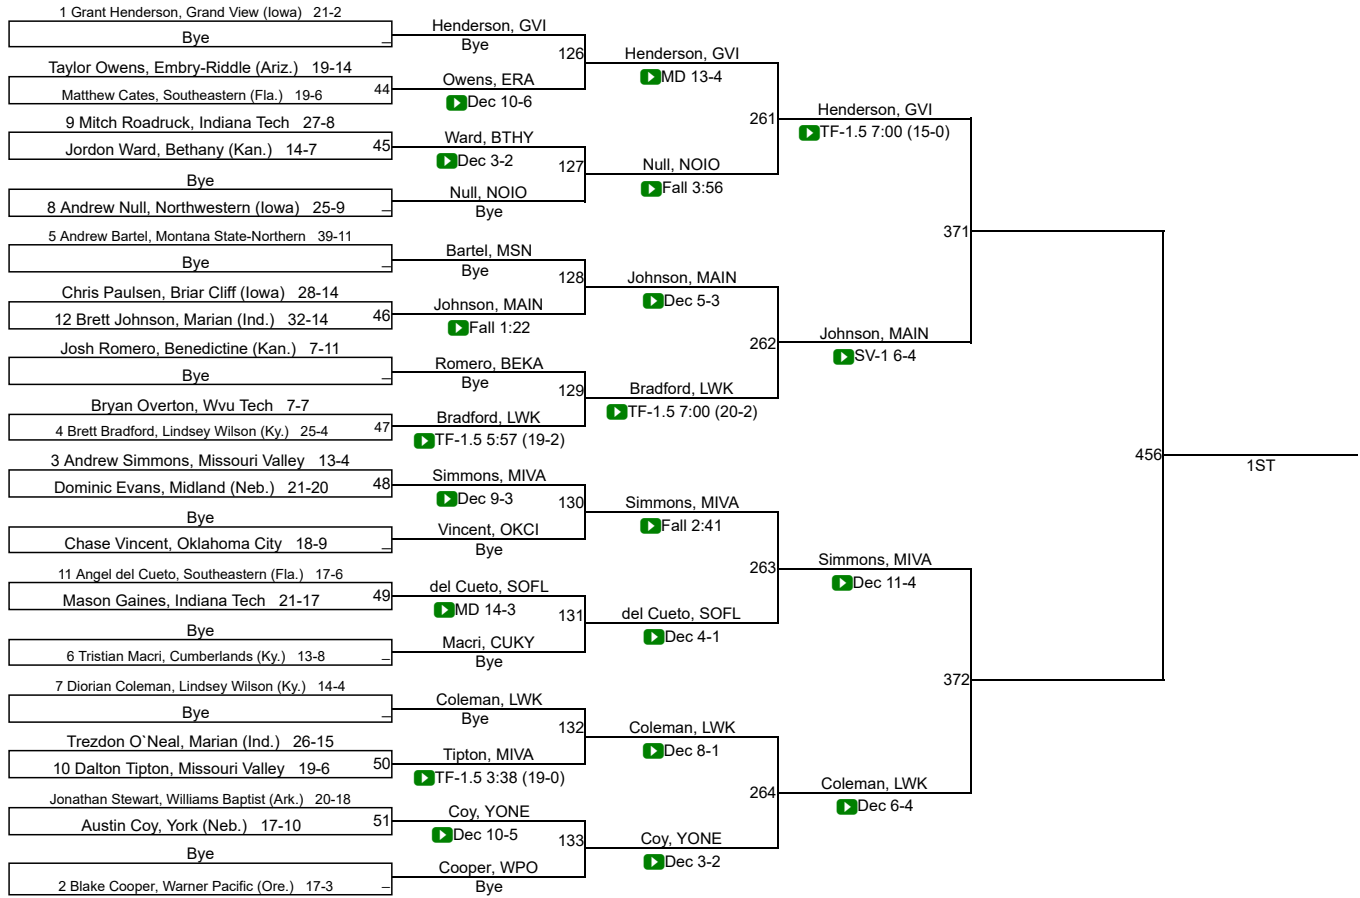 1 Grant Henderson, Grand View (Iowa) 21-2
Bye
_
Taylor Owens, Embry-Riddle (Ariz.) 19-14
Matthew Cates, Southeastern (Fla.) 19-6
44
9 Mitch Roadruck, Indiana Tech 27-8
Jordon Ward, Bethany (Kan.) 14-7
45
Bye
8 Andrew Null, Northwestern (Iowa) 25-9
_
5 Andrew Bartel, Montana State-Northern 39-11
Bye
_
Chris Paulsen, Briar Cliff (Iowa) 28-14
12 Brett Johnson, Marian (Ind.) 32-14
46
Josh Romero, Benedictine (Kan.) 7-11
Bye
_
Bryan Overton, Wvu Tech 7-7
4 Brett Bradford, Lindsey Wilson (Ky.) 25-4
47
3 Andrew Simmons, Missouri Valley 13-4
Dominic Evans, Midland (Neb.) 21-20
48
Bye
Chase Vincent, Oklahoma City 18-9
_
11 Angel del Cueto, Southeastern (Fla.) 17-6
Mason Gaines, Indiana Tech 21-17
49
Bye
6 Tristian Macri, Cumberlands (Ky.) 13-8
_
7 Diorian Coleman, Lindsey Wilson (Ky.) 14-4
Bye
_
Trezdon O`Neal, Marian (Ind.) 26-15
10 Dalton Tipton, Missouri Valley 19-6
50
Jonathan Stewart, Williams Baptist (Ark.) 20-18
Austin Coy, York (Neb.) 17-10
51
Bye
2 Blake Cooper, Warner Pacific (Ore.) 17-3
_
Henderson, GVI
Bye
126
Owens, ERA
Dec 10-6
Ward, BTHY
Dec 3-2
127
Null, NOIO
Bye
Bartel, MSN
Bye
128
Johnson, MAIN
Fall 1:22
Romero, BEKA
Bye
129
Bradford, LWK
TF-1.5 5:57 (19-2)
Simmons, MIVA
Dec 9-3
130
Vincent, OKCI
Bye
del Cueto, SOFL
MD 14-3
131
Macri, CUKY
Bye
Coleman, LWK
Bye
132
Tipton, MIVA
TF-1.5 3:38 (19-0)
Coy, YONE
Dec 10-5
133
Cooper, WPO
Bye
Henderson, GVI
MD 13-4
261
Null, NOIO
Fall 3:56
Johnson, MAIN
Dec 5-3
262
Bradford, LWK
TF-1.5 7:00 (20-2)
Simmons, MIVA
Fall 2:41
263
del Cueto, SOFL
Dec 4-1
Coleman, LWK
Dec 8-1
264
Coy, YONE
Dec 3-2
Henderson, GVI
TF-1.5 7:00 (15-0)
371
Johnson, MAIN
SV-1 6-4
Simmons, MIVA
Dec 11-4
372
Coleman, LWK
Dec 6-4
456
1ST